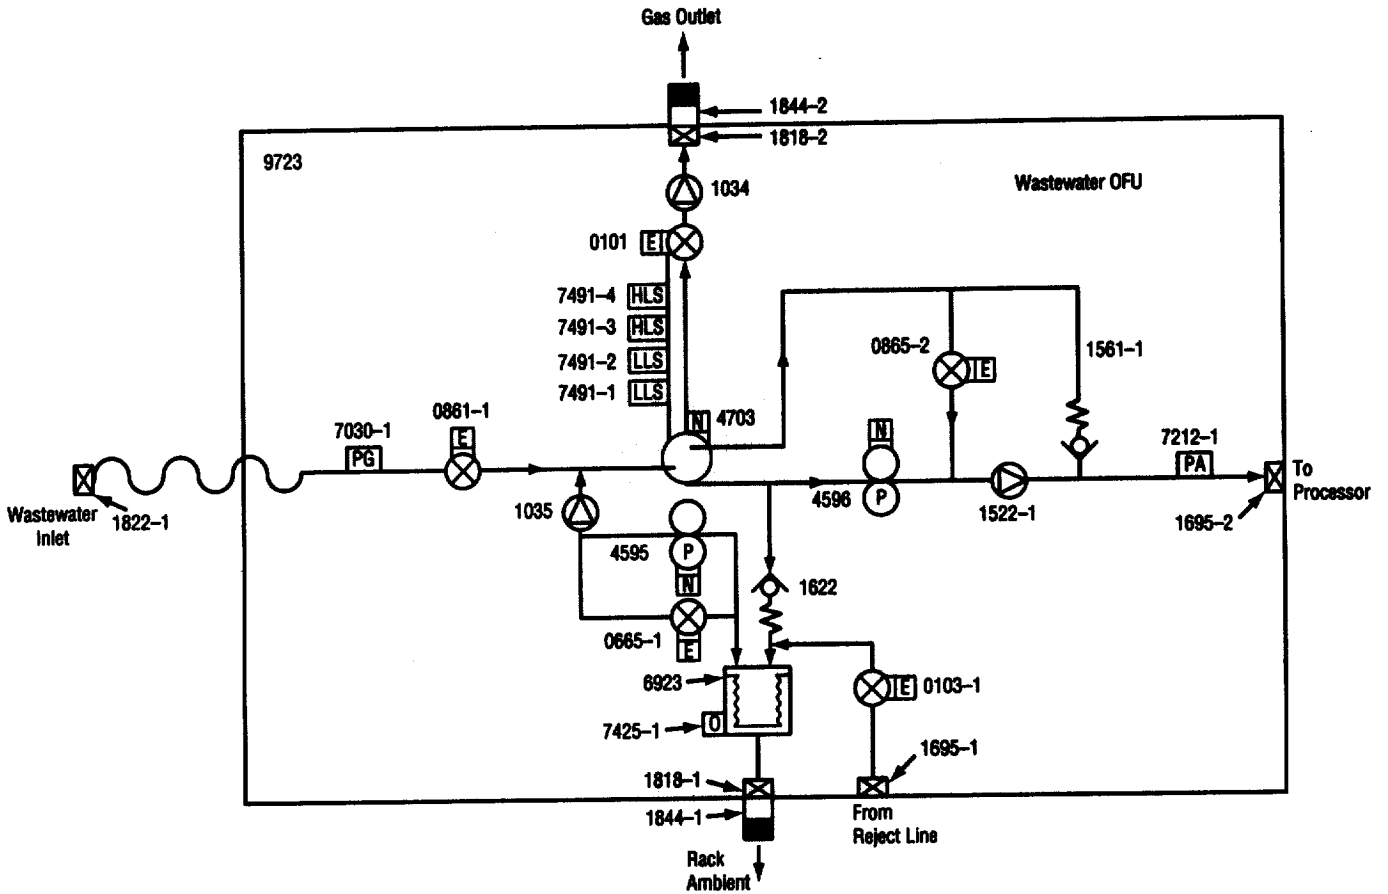 Gas Outlet
1844-2
1818-2
9723
1034
Wastewater OFU
0101
E
7491-4
HLS
7491-3
HLS
0865-2
E
1561-1
7491-2
LLS
7491-1
LLS
0861-1
E
N
4703
7030-1
PG
N
7212-1
PA
To
Processor
Wastewater
Inlet
1822-1
1035
4595
P
N
4596
P
1522-1
1695-2
1622
0665-1
E
6923
E
0103-1
7425-1
O
1695-1
1818-1
1844-1
From
Reject Line
Rack
Ambient